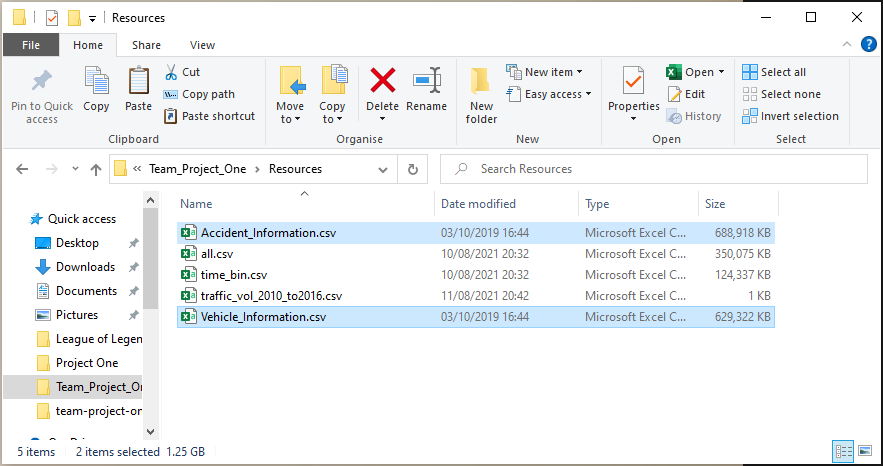 Resources
File Home Share View
Pin to Quick access
Copy
Paste
Cut
Copy path
Paste shortcut
Clipboard
Move to
Copy to
Delete
Rename
Organise
New folder
New item
Easy access
New
Properties
Open
Edit
History
Open
Select all
Select none
Invert selection
Select
« Team_Project_One > Resources
Search Resources
Quick access
Desktop
Downloads
Documents
Pictures
League of Legen
Project One
Team_Project_On
team-project-on
Name Date modified Type Size
Accident_Information.csv 03/10/2019 16:44 Microsoft Excel C... 688,918 KB
all.csv 10/08/2021 20:32 Microsoft Excel C... 350,075 KB
time_bin.csv 10/08/2021 20:32 Microsoft Excel C... 124,337 KB
traffic_vol_2010_to2016.csv 11/08/2021 20:42 Microsoft Excel C... 1 KB
Vehicle_Information.csv 03/10/2019 16:44 Microsoft Excel C... 629,322 KB
5 items 2 items selected 1.25 GB